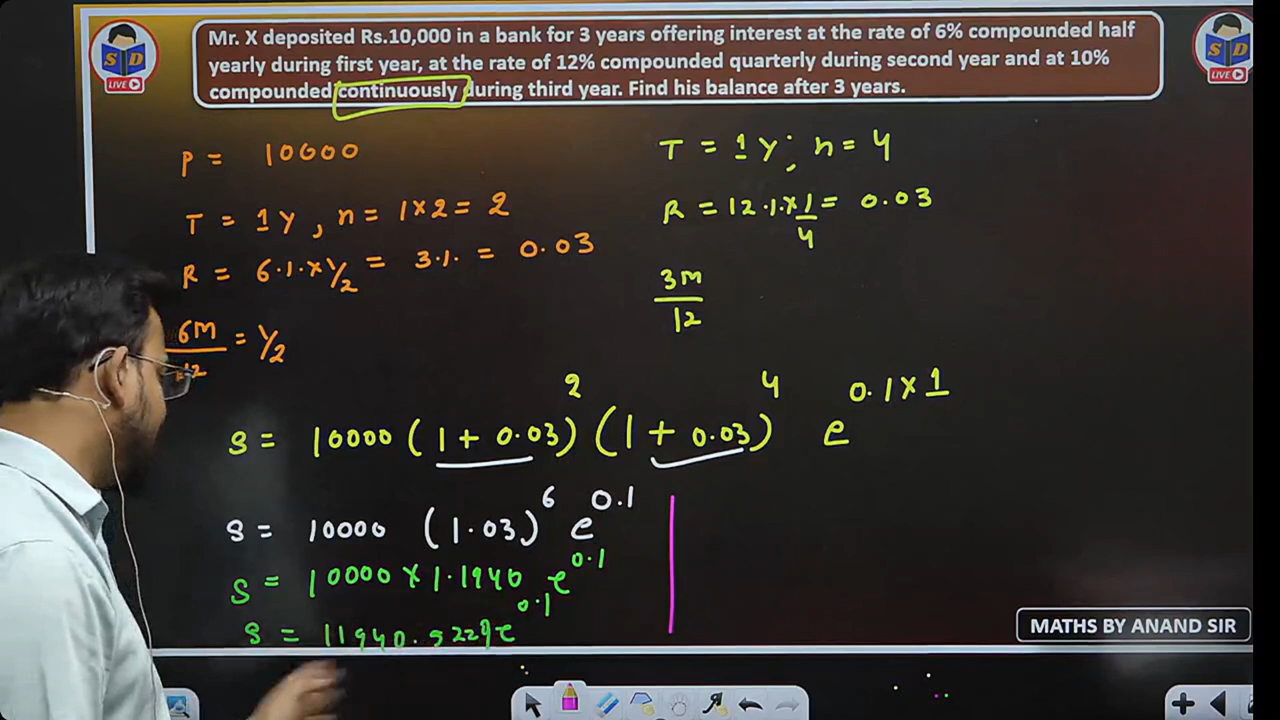 Mr. X deposited Rs.10,000 in a bank for 3 years offering interest at the rate of 6% compounded half
yearly during first year, at the rate of 12% compounded quarterly during second year and at 10%
compounded continuously during third year. Find his balance after 3 years.
S D
LIVE
S D
LIVE
P = 10000
T = 1Y, n = 1×2 = 2
R = 6%×1/2 = 3% = 0.03
6M/12 = 1/2
T = 1Y; n = 4
R = 12%×1/4 = 0.03
3M/12
S = 10000 (1 + 0.03)^2 (1 + 0.03)^4 e^0.1×1
S = 10000 (1.03)^6 e^0.1
S = 10000 × 1.1940 e^0.1
S = 11940.5229 e^0.1
MATHS BY ANAND SIR